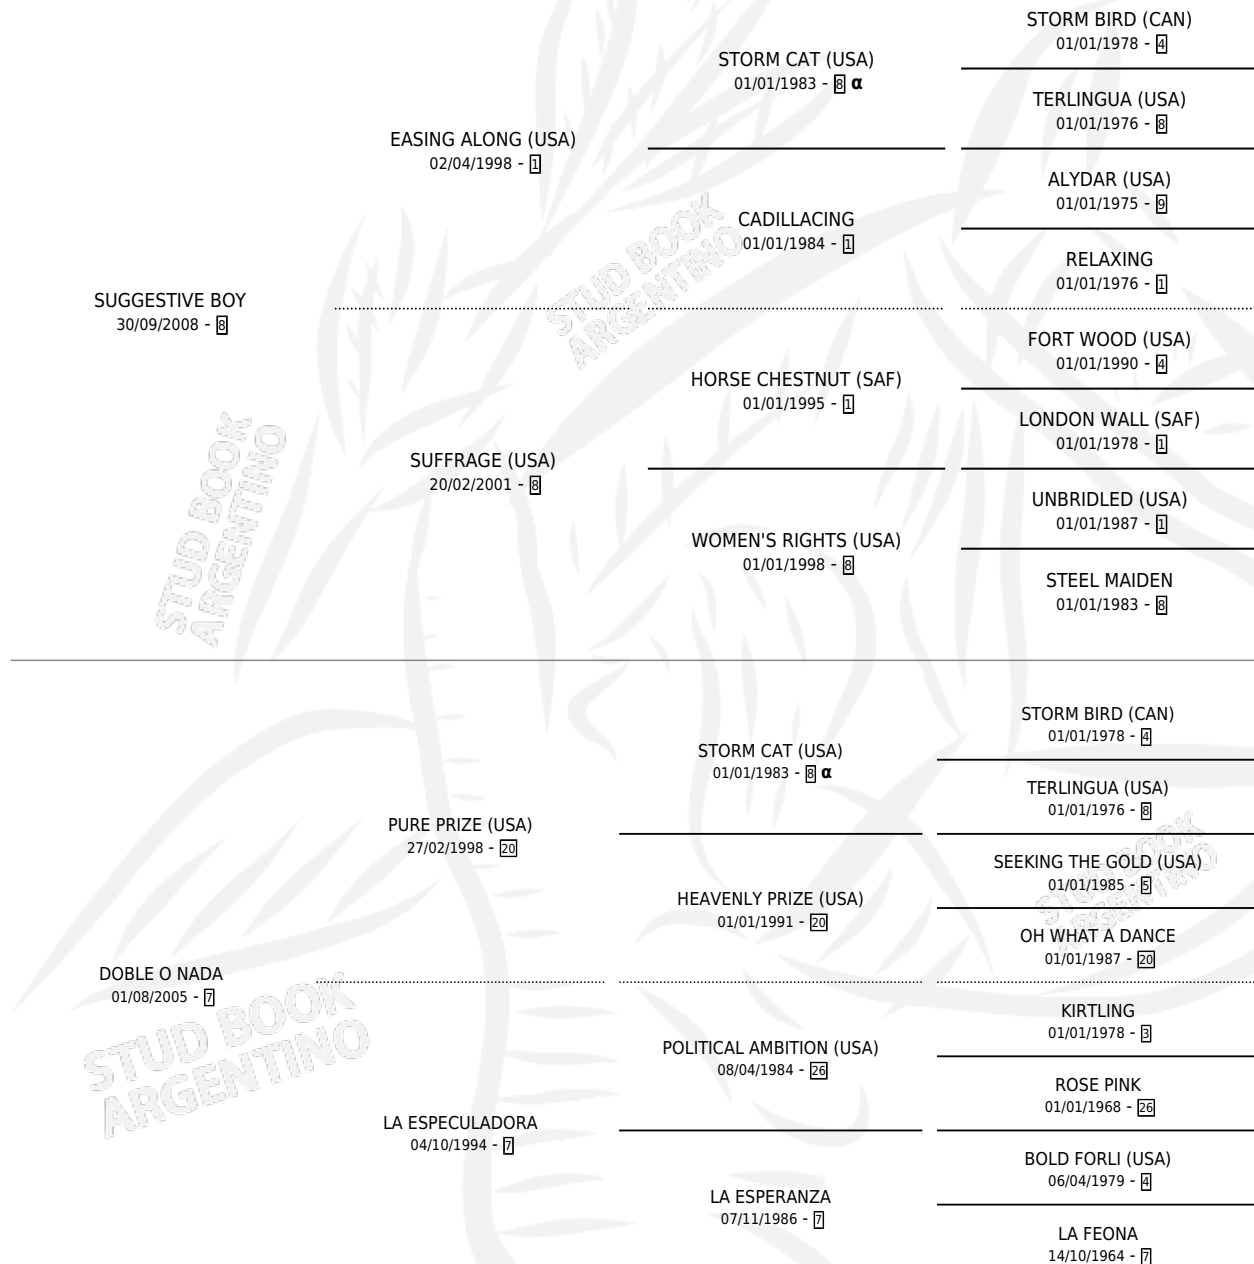 STORM BIRD (CAN)
01/01/1978 - 4
STORM CAT (USA)
01/01/1983 - 8 α
TERLINGUA (USA)
01/01/1976 - 8
EASING ALONG (USA)
02/04/1998 - 1
ALYDAR (USA)
01/01/1975 - 9
CADILLACING
01/01/1984 - 1
RELAXING
01/01/1976 - 1
SUGGESTIVE BOY
30/09/2008 - 8
FORT WOOD (USA)
01/01/1990 - 4
HORSE CHESTNUT (SAF)
01/01/1995 - 1
LONDON WALL (SAF)
01/01/1978 - 1
SUFFRAGE (USA)
20/02/2001 - 8
UNBRIDLED (USA)
01/01/1987 - 1
WOMEN'S RIGHTS (USA)
01/01/1998 - 8
STEEL MAIDEN
01/01/1983 - 8
STUD BOOK
ARGENTINO
STUD BOOK
ARGENTINO
STORM BIRD (CAN)
01/01/1978 - 4
STORM CAT (USA)
01/01/1983 - 8 α
TERLINGUA (USA)
01/01/1976 - 8
PURE PRIZE (USA)
27/02/1998 - 20
SEEKING THE GOLD (USA)
01/01/1985 - 5
HEAVENLY PRIZE (USA)
01/01/1991 - 20
OH WHAT A DANCE
01/01/1987 - 20
DOBLE O NADA
01/08/2005 - 7
KIRTLING
01/01/1978 - 3
POLITICAL AMBITION (USA)
08/04/1984 - 26
ROSE PINK
01/01/1968 - 26
LA ESPECULADORA
04/10/1994 - 7
BOLD FORLI (USA)
06/04/1979 - 4
LA ESPERANZA
07/11/1986 - 7
LA FEONA
14/10/1964 - 7
STUD BOOK
ARGENTINO
STUD BOOK
ARGENTINO